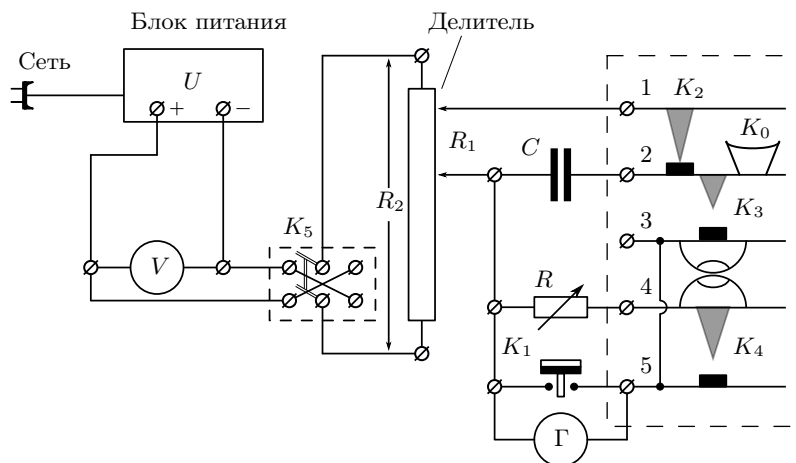 Блок питания
Делитель
Сеть
U
+
−
1
K₂
K₀
R₁
C
2
R₂
K₃
K₅
3
V
R
4
K₁
K₄
5
Г